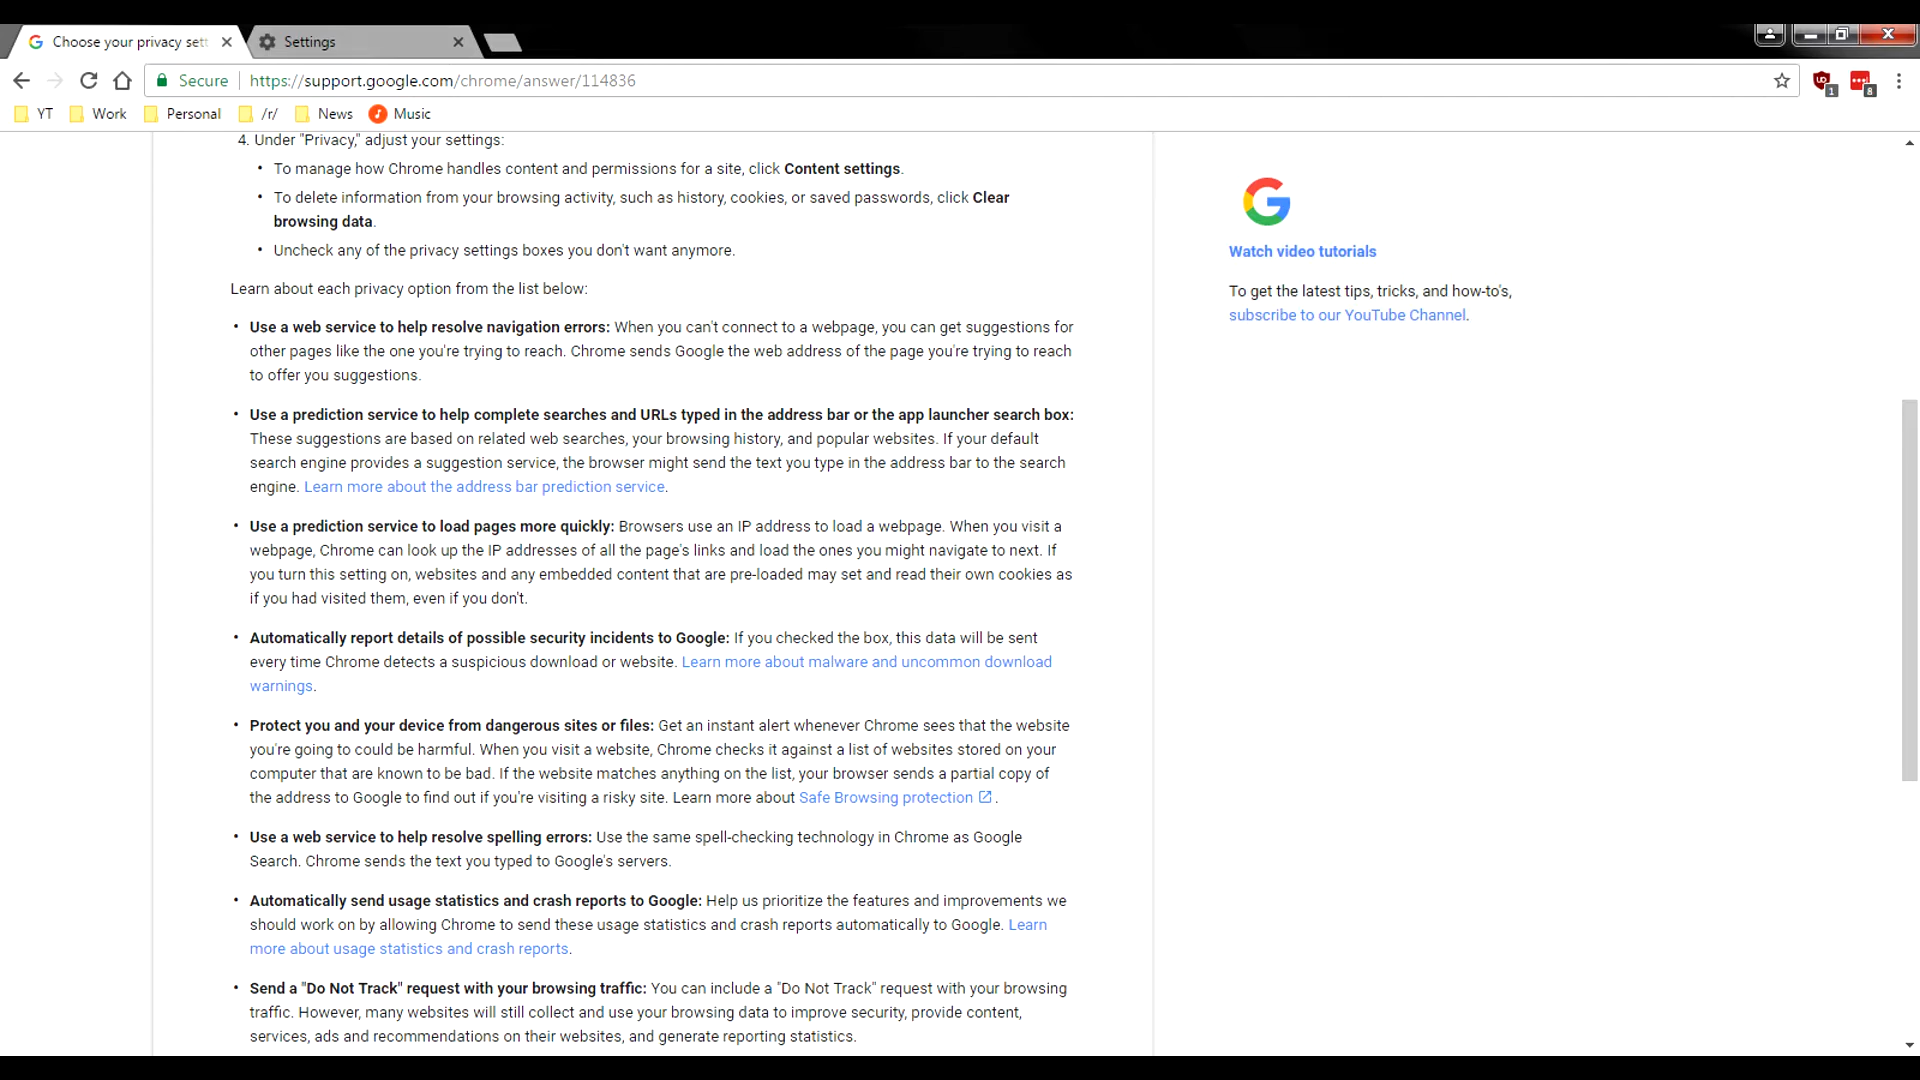 Choose your privacy sett
Settings
Secure
https://support.google.com/chrome/answer/114836
1
8
YT
Work
Personal
/r/
News
Music
4. Under "Privacy," adjust your settings:
• To manage how Chrome handles content and permissions for a site, click Content settings.
• To delete information from your browsing activity, such as history, cookies, or saved passwords, click Clear
browsing data.
• Uncheck any of the privacy settings boxes you don't want anymore.
Learn about each privacy option from the list below:
• Use a web service to help resolve navigation errors: When you can't connect to a webpage, you can get suggestions for
other pages like the one you're trying to reach. Chrome sends Google the web address of the page you're trying to reach
to offer you suggestions.
• Use a prediction service to help complete searches and URLs typed in the address bar or the app launcher search box:
These suggestions are based on related web searches, your browsing history, and popular websites. If your default
search engine provides a suggestion service, the browser might send the text you type in the address bar to the search
engine. Learn more about the address bar prediction service.
• Use a prediction service to load pages more quickly: Browsers use an IP address to load a webpage. When you visit a
webpage, Chrome can look up the IP addresses of all the page's links and load the ones you might navigate to next. If
you turn this setting on, websites and any embedded content that are pre-loaded may set and read their own cookies as
if you had visited them, even if you don't.
• Automatically report details of possible security incidents to Google: If you checked the box, this data will be sent
every time Chrome detects a suspicious download or website. Learn more about malware and uncommon download
warnings.
• Protect you and your device from dangerous sites or files: Get an instant alert whenever Chrome sees that the website
you're going to could be harmful. When you visit a website, Chrome checks it against a list of websites stored on your
computer that are known to be bad. If the website matches anything on the list, your browser sends a partial copy of
the address to Google to find out if you're visiting a risky site. Learn more about Safe Browsing protection.
• Use a web service to help resolve spelling errors: Use the same spell-checking technology in Chrome as Google
Search. Chrome sends the text you typed to Google's servers.
• Automatically send usage statistics and crash reports to Google: Help us prioritize the features and improvements we
should work on by allowing Chrome to send these usage statistics and crash reports automatically to Google. Learn
more about usage statistics and crash reports.
• Send a "Do Not Track" request with your browsing traffic: You can include a "Do Not Track" request with your browsing
traffic. However, many websites will still collect and use your browsing data to improve security, provide content,
services, ads and recommendations on their websites, and generate reporting statistics.
Watch video tutorials
To get the latest tips, tricks, and how-to's,
subscribe to our YouTube Channel.